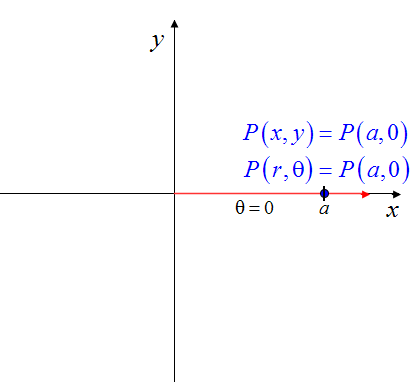 y
P(x, y) = P(a, 0)
P(r, θ) = P(a, 0)
θ = 0
a
x